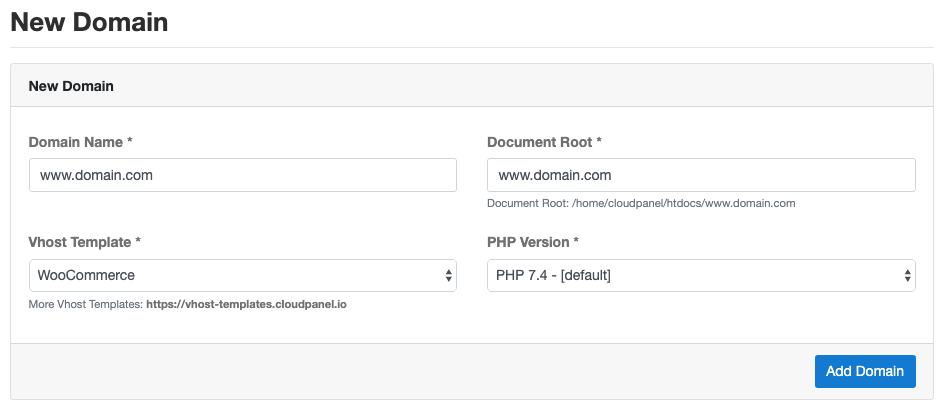 New Domain
New Domain
Domain Name *
www.domain.com
Document Root *
www.domain.com
Document Root: /home/cloudpanel/htdocs/www.domain.com
Vhost Template *
WooCommerce
More Vhost Templates: https://vhost-templates.cloudpanel.io
PHP Version *
PHP 7.4 - [default]
Add Domain